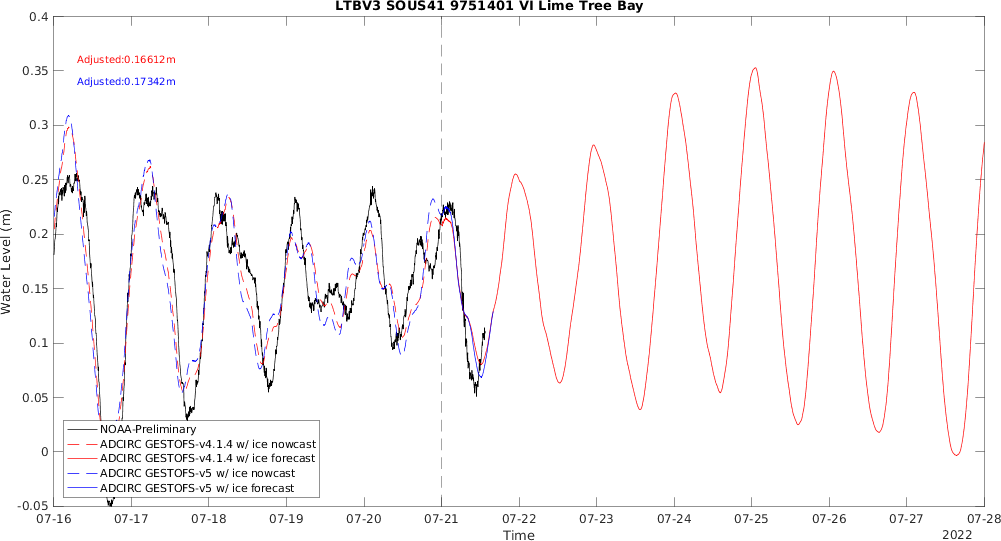 LTBV3 SOUS41 9751401 VI Lime Tree Bay
Adjusted:0.16612m
Adjusted:0.17342m
Water Level (m)
0.4
0.35
0.3
0.25
0.2
0.15
0.1
0.05
0
-0.05
NOAA-Preliminary
ADCIRC GESTOFS-v4.1.4 w/ ice nowcast
ADCIRC GESTOFS-v4.1.4 w/ ice forecast
ADCIRC GESTOFS-v5 w/ ice nowcast
ADCIRC GESTOFS-v5 w/ ice forecast
07-16 07-17 07-18 07-19 07-20 07-21 07-22 07-23 07-24 07-25 07-26 07-27 07-28
Time
2022